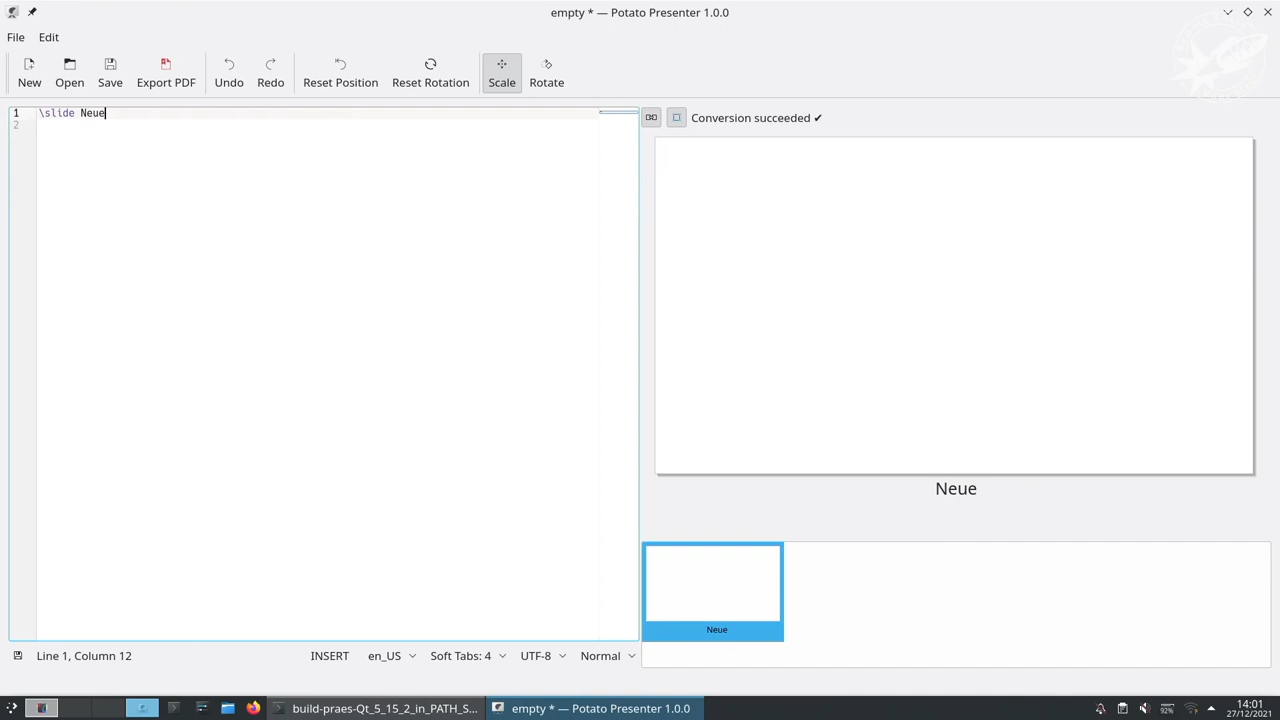 empty * — Potato Presenter 1.0.0
File Edit
New Open Save Export PDF Undo Redo Reset Position Reset Rotation Scale Rotate
1 \slide Neue
2
Conversion succeeded ✔
Neue
Neue
Line 1, Column 12 INSERT en_US Soft Tabs: 4 UTF-8 Normal
build-praes-Qt_5_15_2_in_PATH_S... empty * — Potato Presenter 1.0.0 92% 14:01
27/12/2021